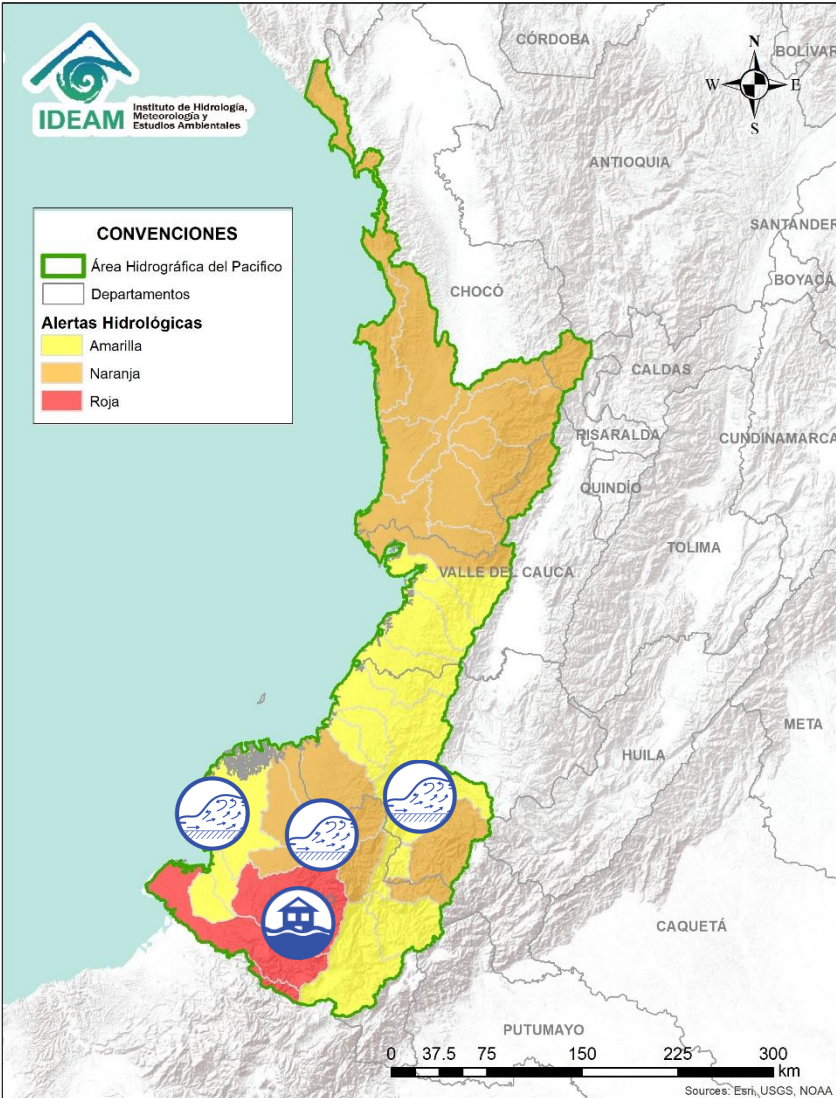 IDEAM
Instituto de Hidrología,
Meteorología y
Estudios Ambientales
CONVENCIONES
Área Hidrográfica del Pacifico
Departamentos
Alertas Hidrológicas
Amarilla
Naranja
Roja
N
W
E
S
CÓRDOBA
BOLÍVAR
ANTIOQUIA
SANTANDER
BOYACÁ
CHOCÓ
CALDAS
RISARALDA
CUNDINAMARCA
QUINDÍO
TOLIMA
VALLE DEL CAUCA
META
HUILA
CAQUETÁ
PUTUMAYO
0 37.5 75 150 225 300
km
Sources: Esri, USGS, NOAA